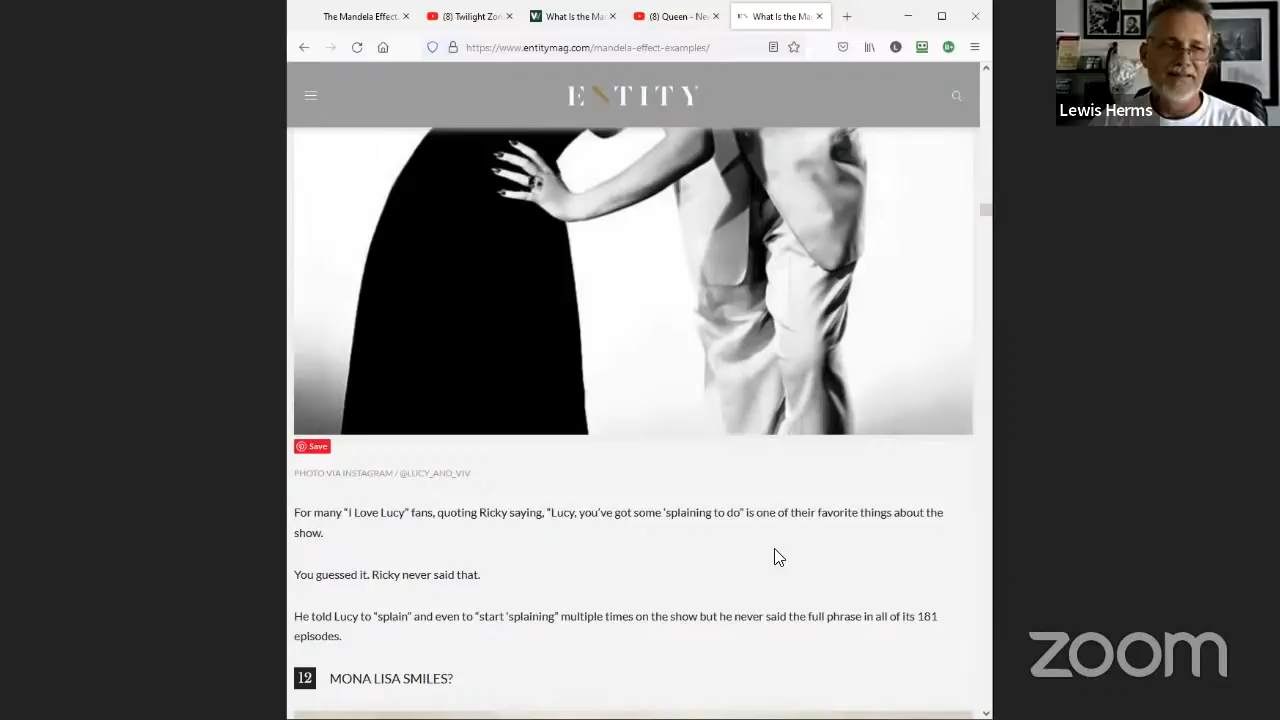 The Mandela Effect.
(8) Twilight Zon
What Is the Ma
(8) Queen - Nev
What Is the Ma
https://www.entitymag.com/mandela-effect-examples/
ENTITY
Lewis Herms
Save
PHOTO VIA INSTAGRAM / @LUCY_AND_VIV
For many “I Love Lucy” fans, quoting Ricky saying, “Lucy, you’ve got some ‘splaining to do” is one of their favorite things about the
show.
You guessed it. Ricky never said that.
He told Lucy to “splain” and even to “start ‘splaining” multiple times on the show but he never said the full phrase in all of its 181
episodes.
12 MONA LISA SMILES?
zoom